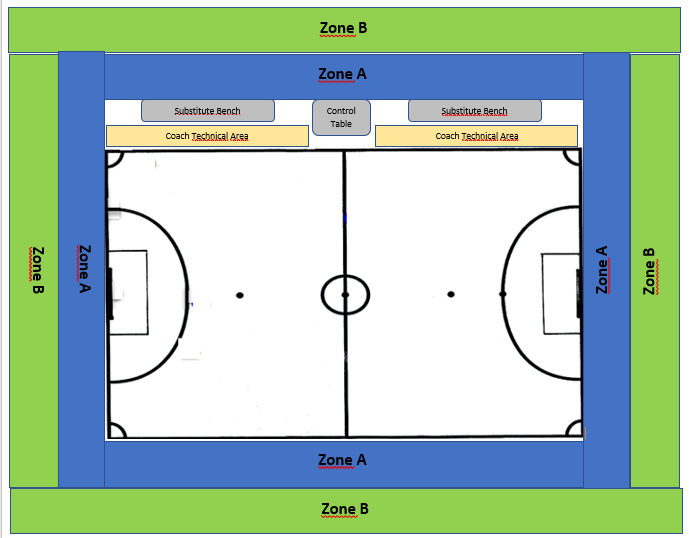 Zone B
Zone A
Substitute Bench
Control
Table
Substitute Bench
Coach Technical Area
Coach Technical Area
Zone B
Zone A
Zone A
Zone B
Zone A
Zone B